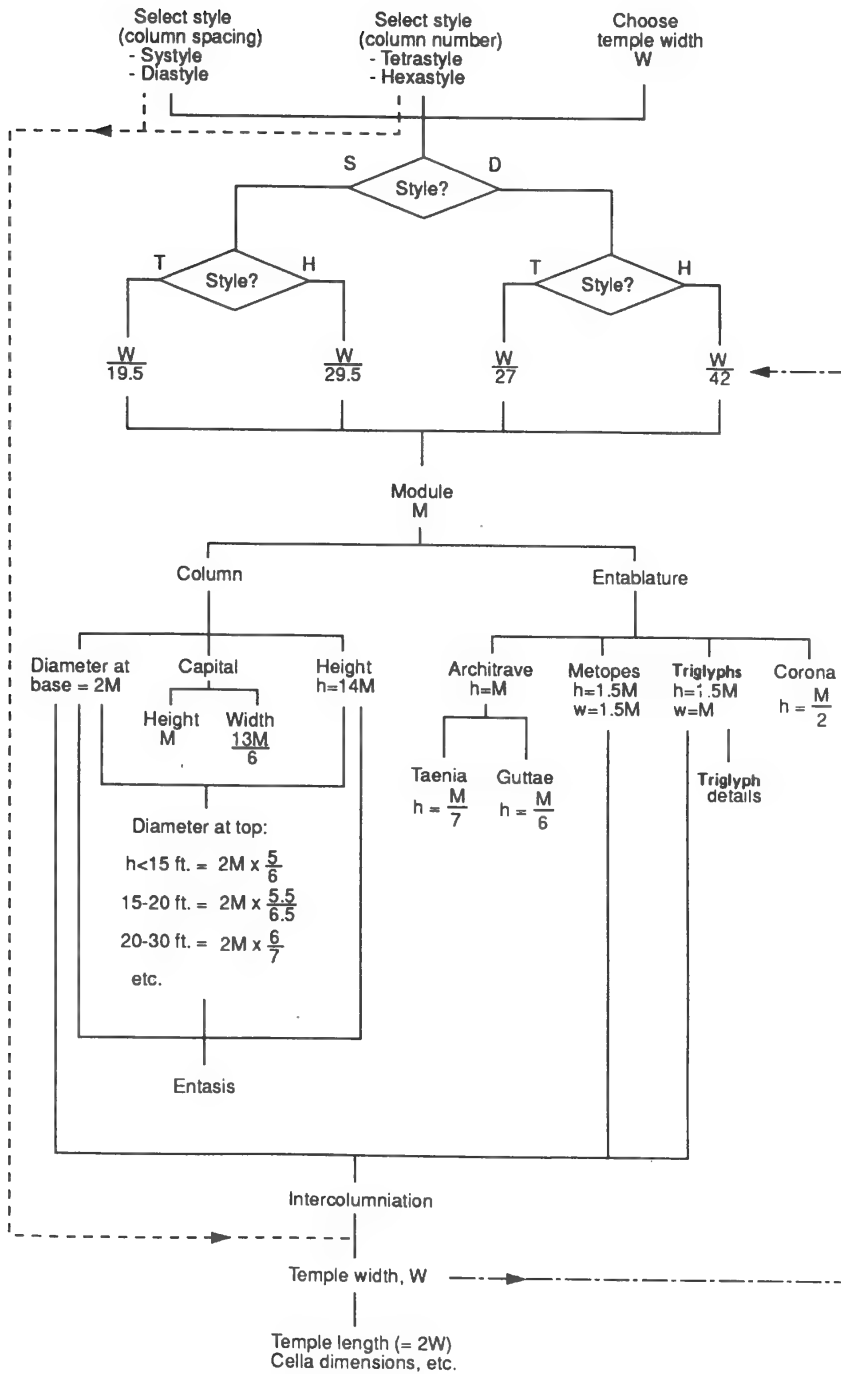 Select style
(column spacing)
- Systyle
- Diastyle
Select style
(column number)
- Tetrastyle
- Hexastyle
Choose
temple width
W
S
Style?
D
T
Style?
H
T
Style?
H
W
19.5
W
29.5
W
27
W
42
Module
M
Column
Entablature
Diameter at
base = 2M
Capital
Height
M
Width
13M
6
Height
h=14M
Architrave
h=M
Metopes
h=1.5M
w=1.5M
Triglyphs
h=1.5M
w=M
Corona
h = M
2
Taenia
h = M
7
Guttae
h = M
6
Triglyph
details
Diameter at top:
h<15 ft. = 2M x 5
6
15-20 ft. = 2M x 5.5
6.5
20-30 ft. = 2M x 6
7
etc.
Entasis
Intercolumniation
Temple width, W
Temple length (= 2W)
Cella dimensions, etc.